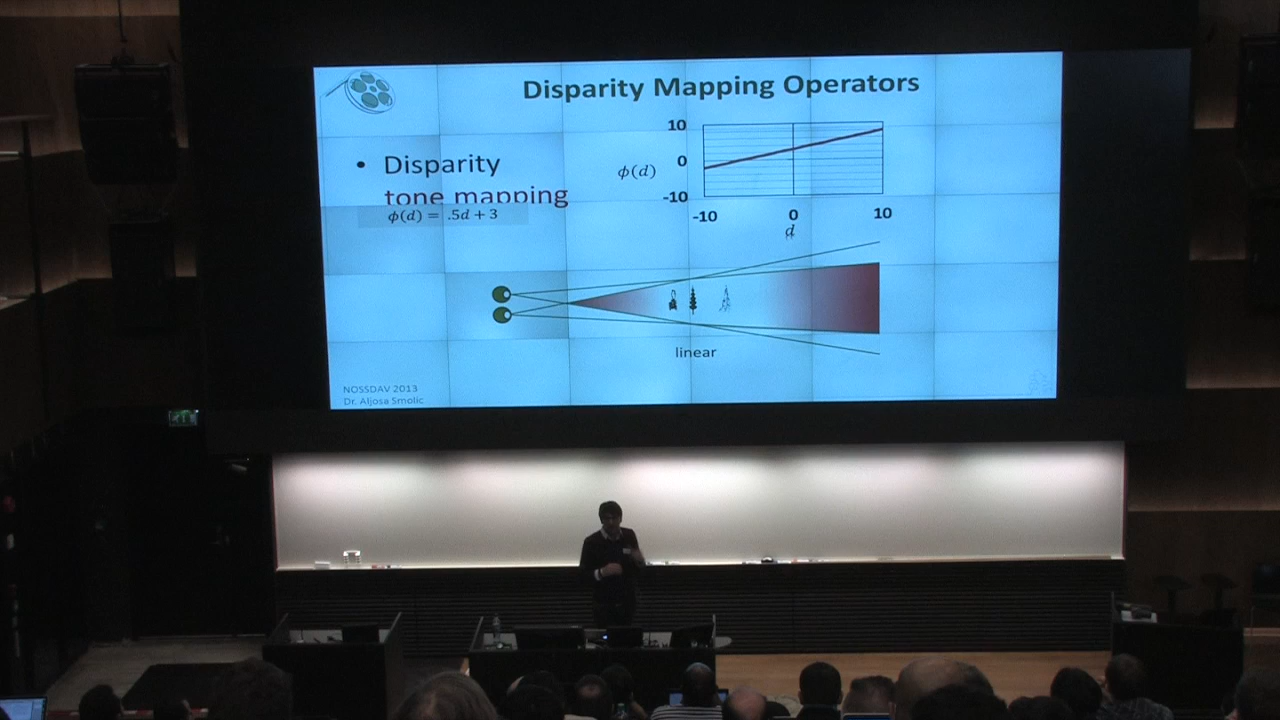 Disparity Mapping Operators
• Disparity
tone mapping
ϕ(d) = .5d + 3
10
ϕ(d)
0
-10
-10
0
10
d
linear
NOSSDAV 2013
Dr. Aljosa Smolic